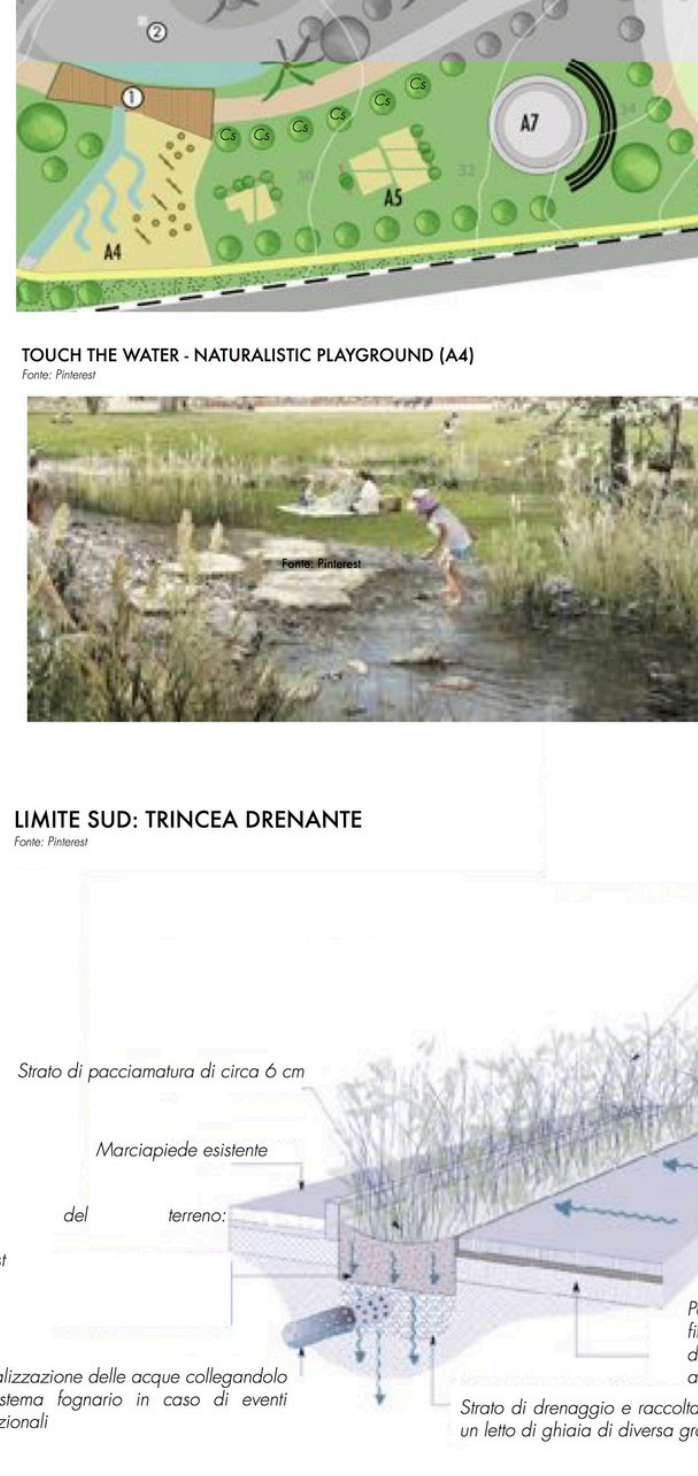 2
1
Cs
Cs
Cs
Cs
Cs
Cs
A7
34
30
32
A5
A4
TOUCH THE WATER - NATURALISTIC PLAYGROUND (A4)
Fonte: Pinterest
Fonte: Pinterest
LIMITE SUD: TRINCEA DRENANTE
Fonte: Pinterest
Strato di pacciamatura di circa 6 cm
Marciapiede esistente
del terreno:
st
alizzazione delle acque collegandolo
stema fognario in caso di eventi
zionali
Strato di drenaggio e raccolta
un letto di ghiaia di diversa gr